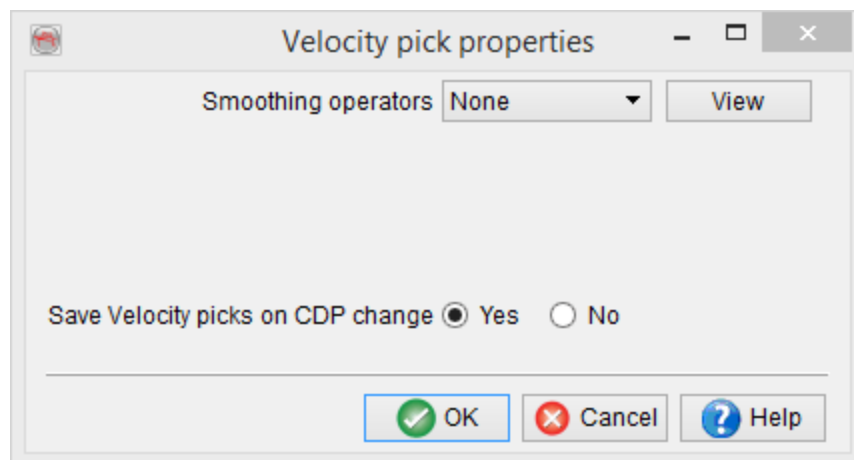 Velocity pick properties
Smoothing operators None View
Save Velocity picks on CDP change Yes No
OK Cancel Help